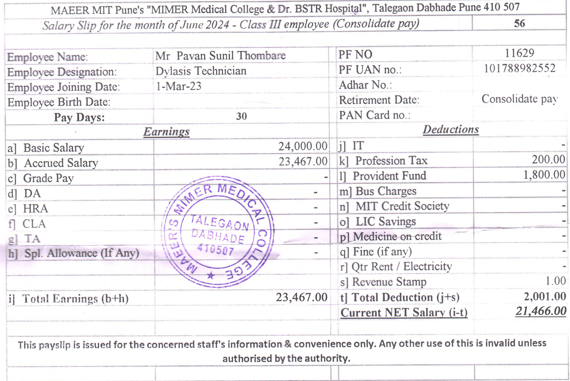 MAEER MIT Pune's "MIMER Medical College & Dr. BSTR Hospital", Talegaon Dabhade Pune 410 507
Salary Slip for the month of June 2024 - Class III employee (Consolidate pay) 56
Employee Name: Mr Pavan Sunil Thombare PF NO 11629
Employee Designation: Dylasis Technician PF UAN no.: 101788982552
Employee Joining Date: 1-Mar-23 Adhar No.:
Employee Birth Date: Retirement Date: Consolidate pay
Pay Days: 30 PAN Card no.:
Earnings Deductions
a] Basic Salary 24,000.00 j] IT -
b] Accrued Salary 23,467.00 k] Profession Tax 200.00
c] Grade Pay - l] Provident Fund 1,800.00
d] DA - m] Bus Charges -
e] HRA - n] MIT Credit Society -
f] CLA - o] LIC Savings -
g] TA - p] Medicine on credit -
h] Spl. Allowance (If Any) - q] Fine (if any) -
r] Qtr Rent / Electricity -
s] Revenue Stamp 1.00
i] Total Earnings (b+h) 23,467.00 t] Total Deduction (j+s) 2,001.00
Current NET Salary (i-t) 21,466.00
MAEER'S MIMER MEDICAL COLLEGE
TALEGAON
DABHADE
410507
This payslip is issued for the concerned staff's information & convenience only. Any other use of this is invalid unless
authorised by the authority.